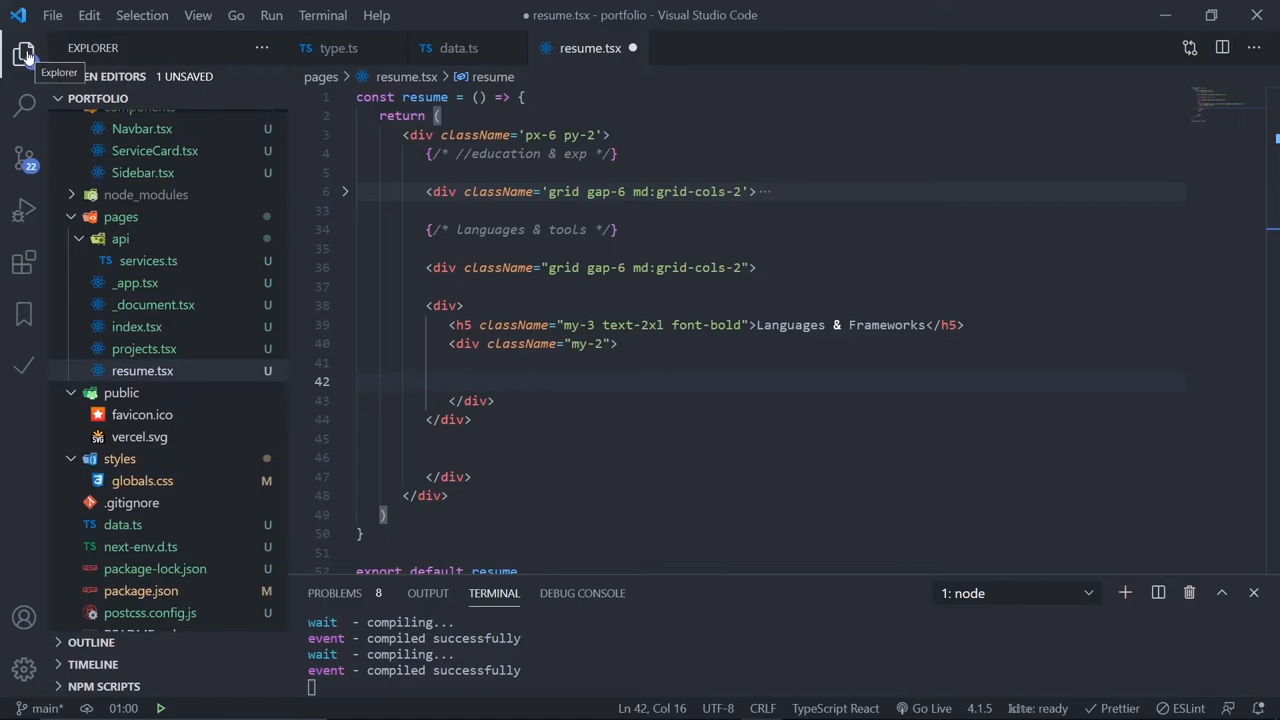 File Edit Selection View Go Run Terminal Help
● resume.tsx - portfolio - Visual Studio Code
EXPLORER ...
Explorer
EN EDITORS 1 UNSAVED
PORTFOLIO
components
Navbar.tsx U
ServiceCard.tsx U
Sidebar.tsx U
node_modules
pages
api
TS services.ts U
_app.tsx U
_document.tsx U
index.tsx U
projects.tsx U
resume.tsx U
public
favicon.ico U
vercel.svg U
styles
globals.css M
.gitignore
TS data.ts U
next-env.d.ts U
package-lock.json U
package.json M
postcss.config.js U
OUTLINE
TIMELINE
NPM SCRIPTS
22
TS type.ts TS data.ts resume.tsx ●
pages > resume.tsx > resume
1 const resume = () => {
2 return (
3 <div className='px-6 py-2'>
4 {/* //education & exp */}
5
6 <div className='grid gap-6 md:grid-cols-2'>...
33
34 {/* languages & tools */}
35
36 <div className="grid gap-6 md:grid-cols-2">
37
38 <div>
39 <h5 className="my-3 text-2xl font-bold">Languages & Frameworks</h5>
40 <div className="my-2">
41
42
43 </div>
44 </div>
45
46
47 </div>
48 </div>
49 )
50 }
51
52 export default resume
PROBLEMS 8 OUTPUT TERMINAL DEBUG CONSOLE 1: node
wait - compiling...
event - compiled successfully
wait - compiling...
event - compiled successfully
main* 01:00 Ln 42, Col 16 UTF-8 CRLF TypeScript React Go Live 4.1.5 kite: ready Prettier ESLint